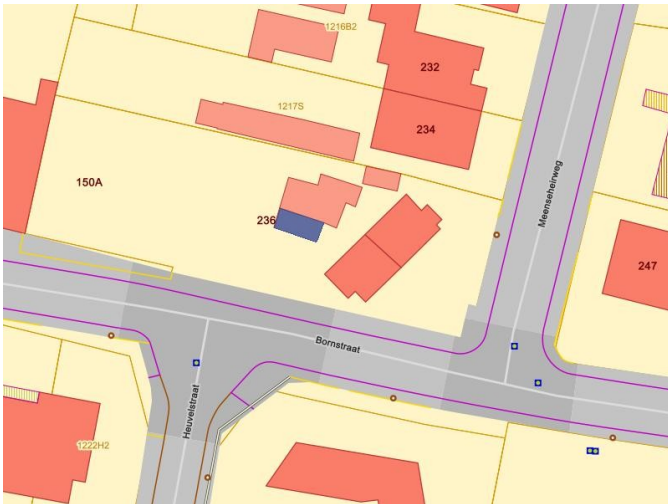 1216B2
232
1217S
234
150A
Meenseheirweg
236
247
Bornstraat
Heuvelstraat
1222H2